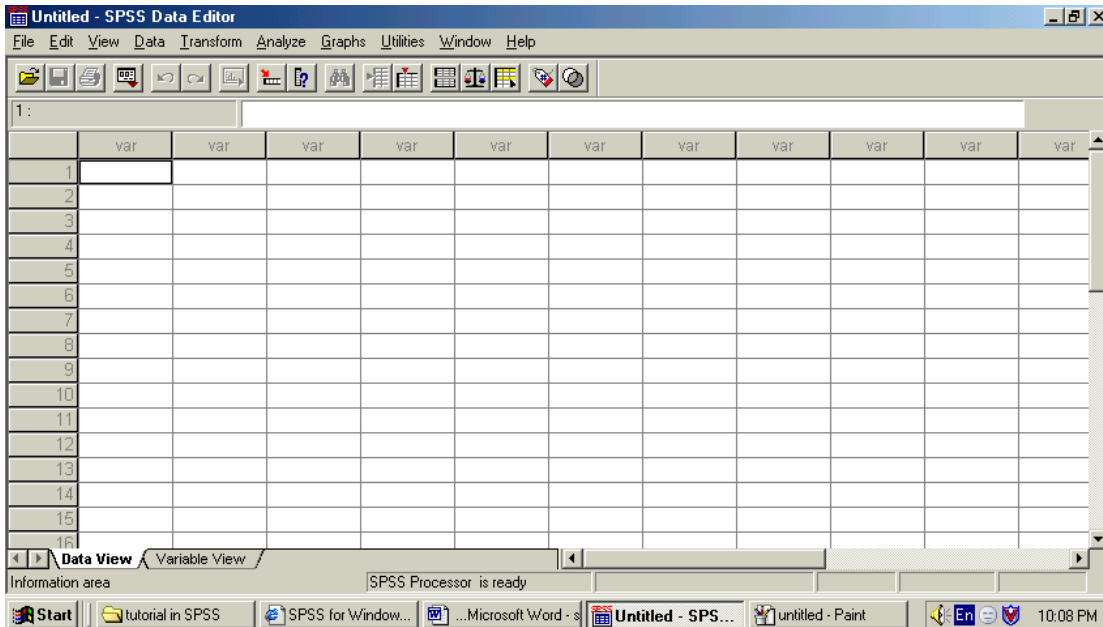 Untitled - SPSS Data Editor
File Edit View Data Transform Analyze Graphs Utilities Window Help
1 :
var var var var var var var var var var var
1
2
3
4
5
6
7
8
9
10
11
12
13
14
15
16
Data View Variable View
Information area SPSS Processor is ready
Start tutorial in SPSS SPSS for Window... ...Microsoft Word - s Untitled - SPS... untitled - Paint En 10:08 PM